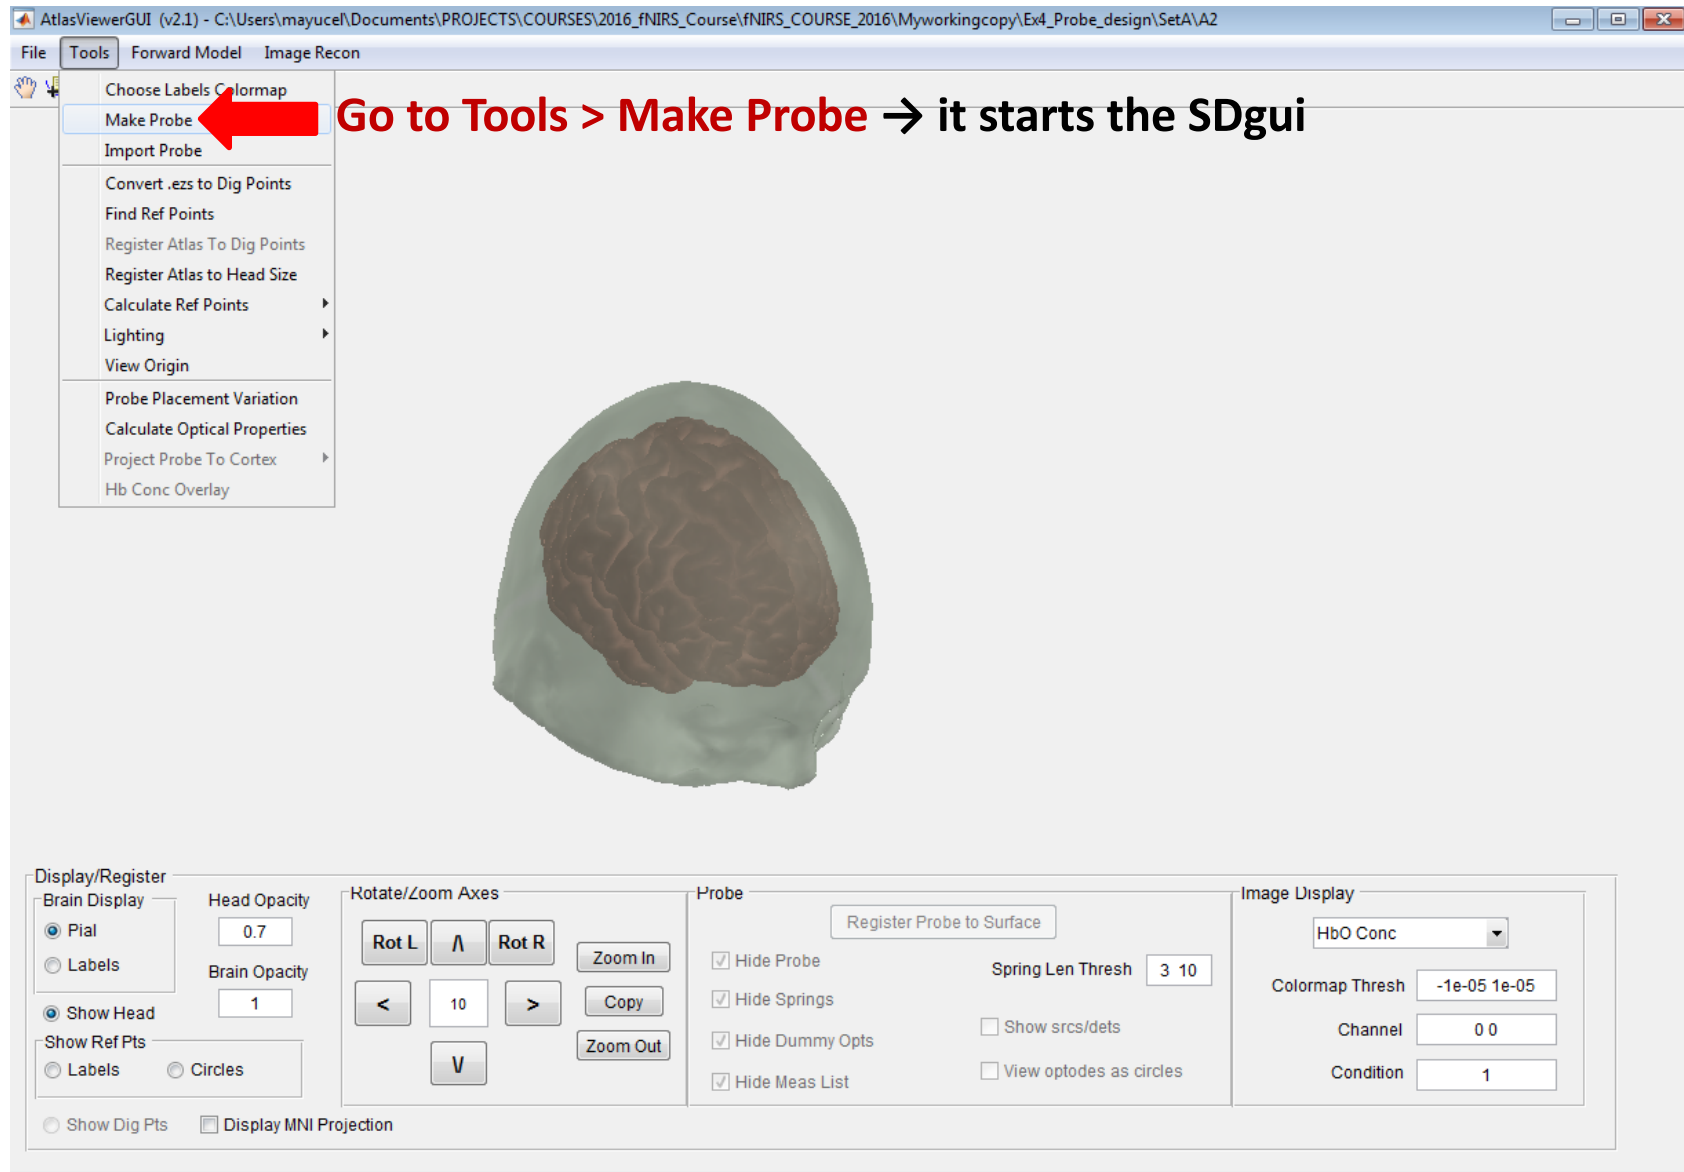 AtlasViewerGUI (v2.1) - C:\Users\mayucel\Documents\PROJECTS\COURSES\2016_fNIRS_Course\fNIRS_COURSE_2016\Myworkingcopy\Ex4_Probe_design\SetA\A2
File Tools Forward Model Image Recon
Choose Labels Colormap
Make Probe
Go to Tools > Make Probe → it starts the SDgui
Import Probe
Convert .ezs to Dig Points
Find Ref Points
Register Atlas To Dig Points
Register Atlas to Head Size
Calculate Ref Points
Lighting
View Origin
Probe Placement Variation
Calculate Optical Properties
Project Probe To Cortex
Hb Conc Overlay
Display/Register
Brain Display
Pial
Labels
Head Opacity
0.7
Brain Opacity
1
Show Head
Show Ref Pts
Labels Circles
Show Dig Pts Display MNI Projection
Rotate/Zoom Axes
Rot L /\ Rot R
< 10 >
V
Zoom In
Copy
Zoom Out
Probe
Register Probe to Surface
Hide Probe
Hide Springs
Hide Dummy Opts
Hide Meas List
Spring Len Thresh 3 10
Show srcs/dets
View optodes as circles
Image Display
HbO Conc
Colormap Thresh -1e-05 1e-05
Channel 0 0
Condition 1